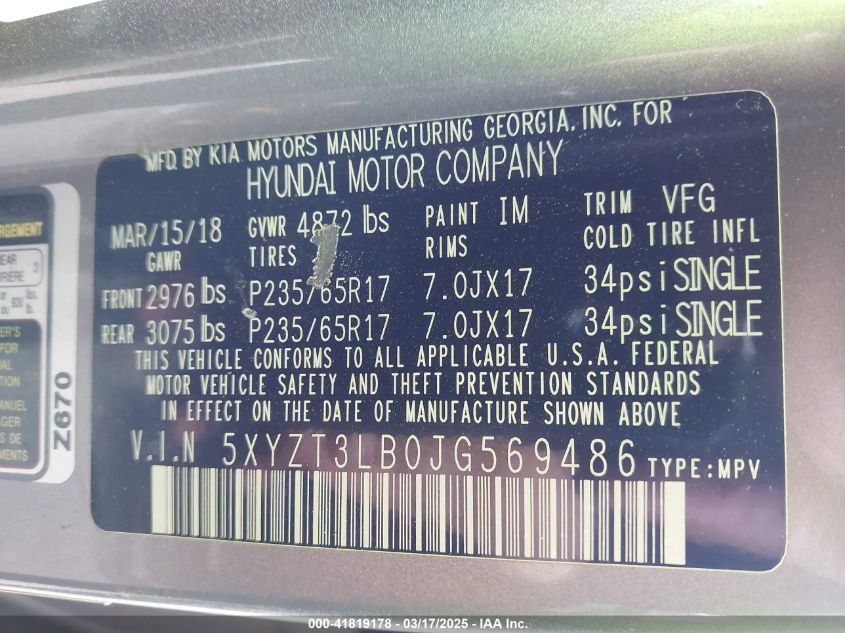 MFD. BY KIA MOTORS MANUFACTURING GEORGIA. INC. FOR
HYUNDAI MOTOR COMPANY
MAR/15/18 GVWR 4872 lbs PAINT IM TRIM VFG
GAWR TIRES RIMS COLD TIRE INFL
FRONT 2976 lbs P235/65R17 7.0JX17 34psi SINGLE
REAR 3075 lbs P235/65R17 7.0JX17 34psi SINGLE
THIS VEHICLE CONFORMS TO ALL APPLICABLE U.S.A. FEDERAL
MOTOR VEHICLE SAFETY AND THEFT PREVENTION STANDARDS
IN EFFECT ON THE DATE OF MANUFACTURE SHOWN ABOVE
V.I.N 5XYZT3LB0JG569486 TYPE:MPV
Z670
000-41819178 - 03/17/2025 - IAA Inc.